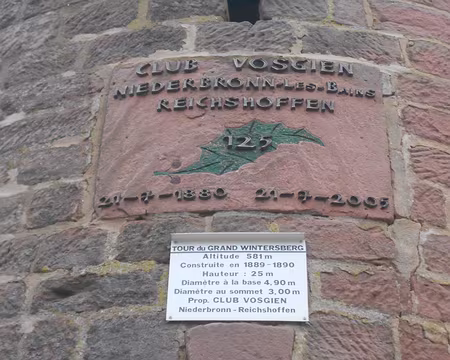 CLUB VOSGIEN
NIEDERBRONN-LES-BAINS
REICHSHOFFEN
125
21-7-1880 21-7-2005
TOUR du GRAND WINTERSBERG
Altitude 581 m
Construite en 1889-1890
Hauteur : 25 m
Diamètre à la base 4,90 m
Diamètre au sommet 3,00 m
Prop. CLUB VOSGIEN
Niederbronn - Reichshoffen